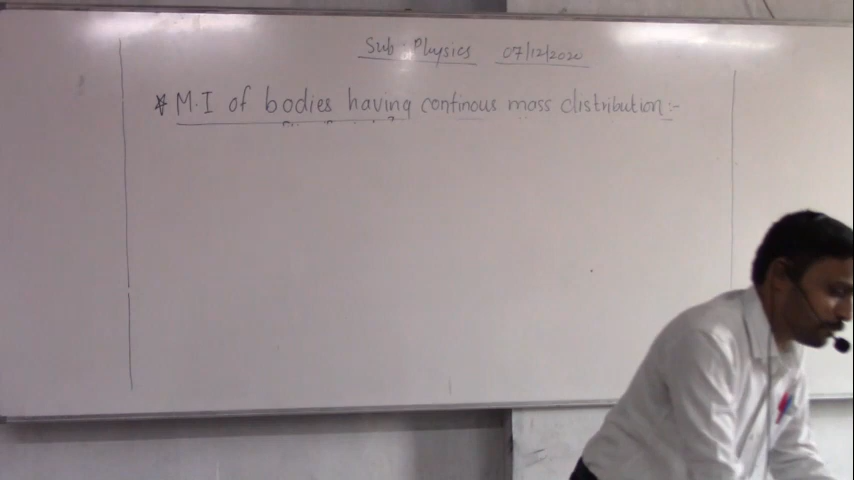 Sub : Physics 07/12/2020
* M.I of bodies having continous mass distribution :-